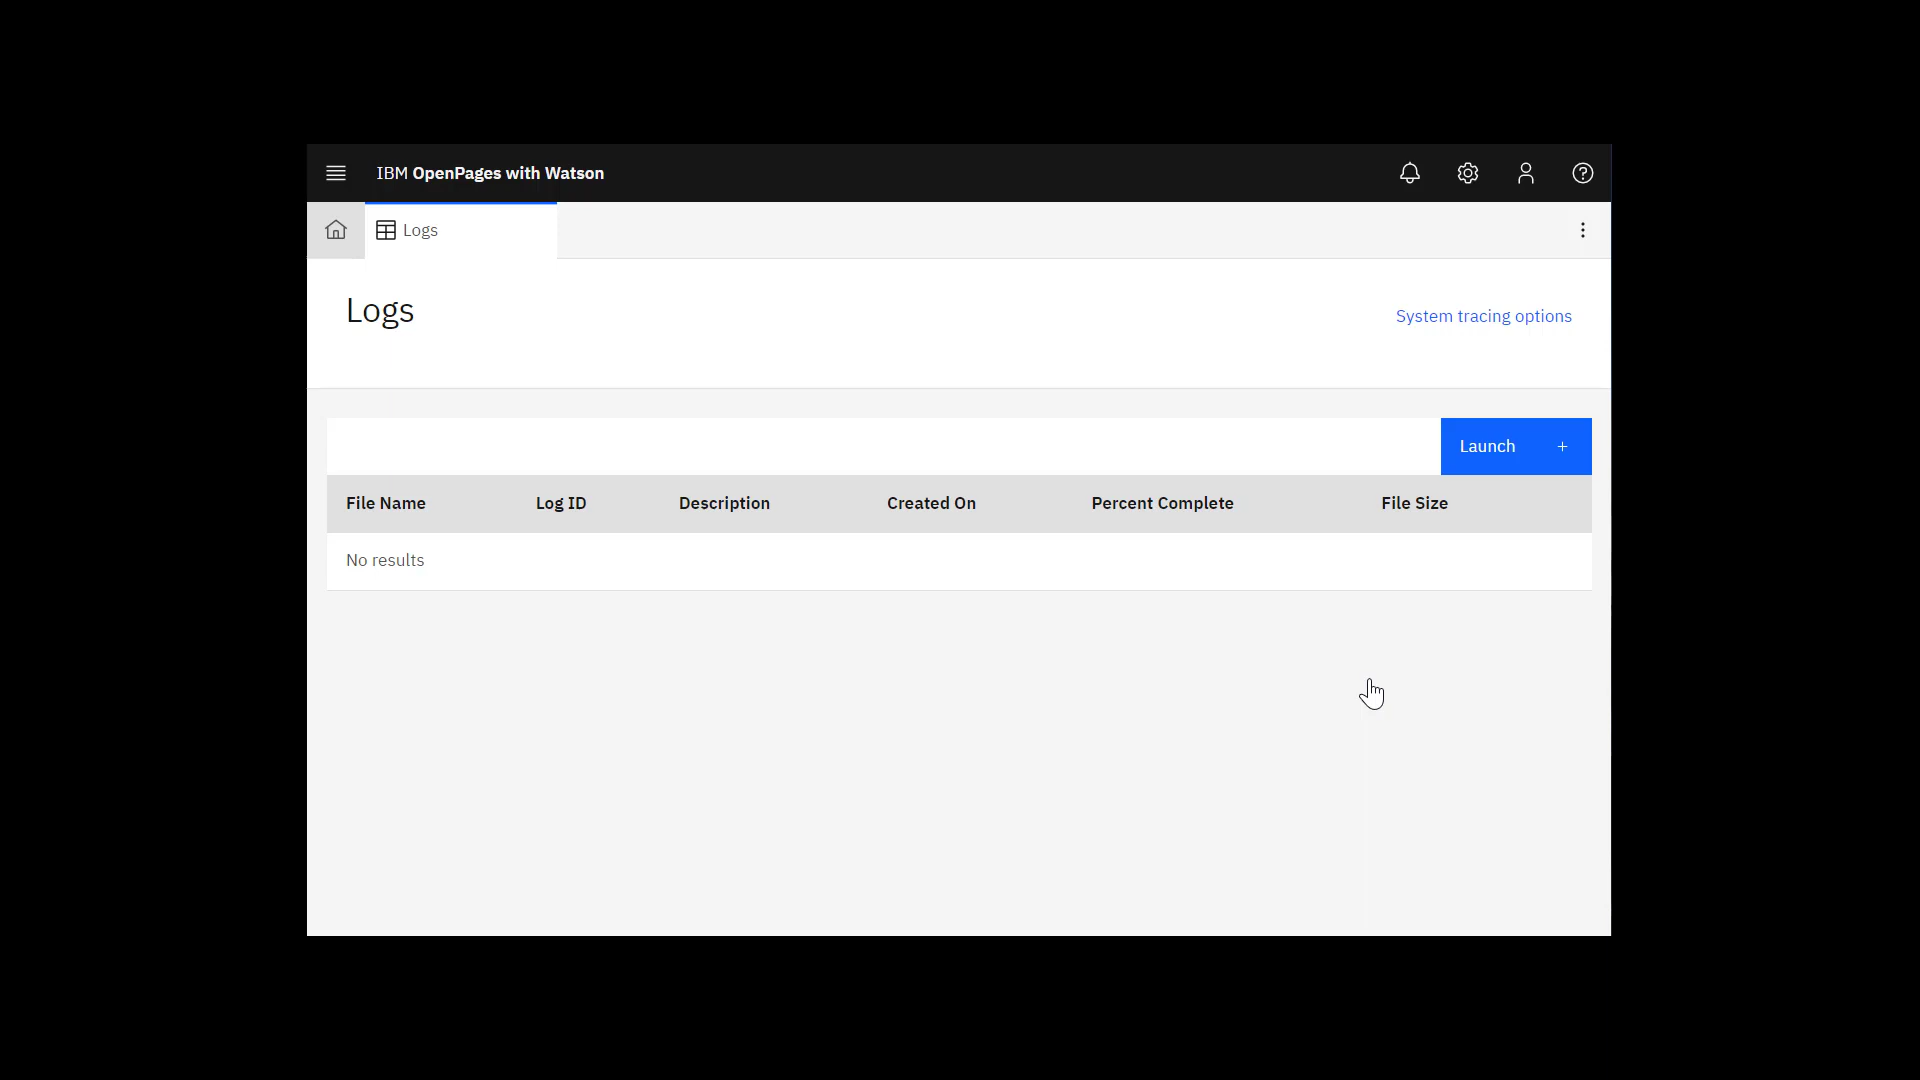 IBM OpenPages with Watson
Logs
Logs
System tracing options
Launch
File Name Log ID Description Created On Percent Complete File Size
No results